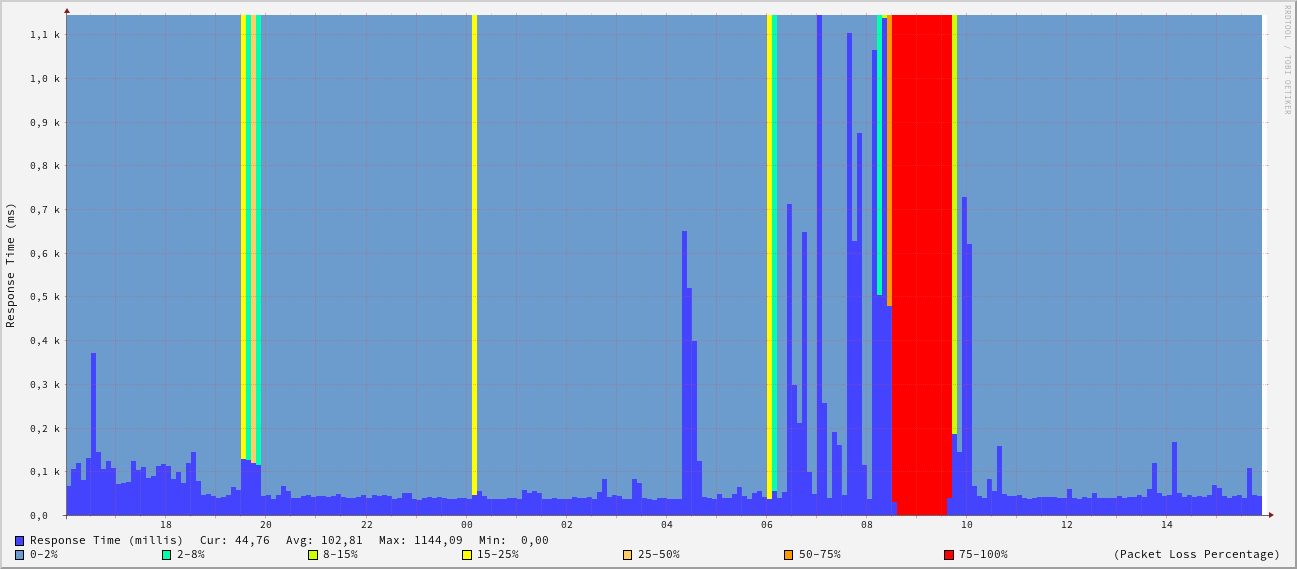 RRDTOOL / TOBI OETIKER
Response Time (ms)
1,1 k
1,0 k
0,9 k
0,8 k
0,7 k
0,6 k
0,5 k
0,4 k
0,3 k
0,2 k
0,1 k
0,0
18 20 22 00 02 04 06 08 10 12 14
Response Time (millis) Cur: 44,76 Avg: 102,81 Max: 1144,09 Min: 0,00
0-2% 2-8% 8-15% 15-25% 25-50% 50-75% 75-100% (Packet Loss Percentage)